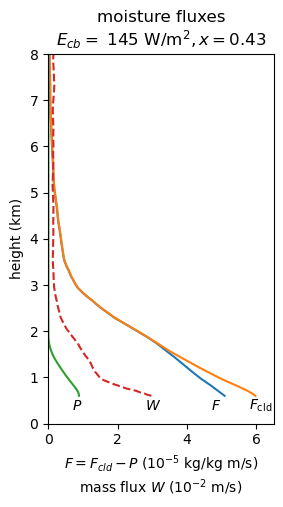 moisture fluxes
E_cb = 145 W/m², x = 0.43
8
7
6
5
4
3
2
1
0
height (km)
P W F F_cld
0 2 4 6
F = F_cld − P (10⁻⁵ kg/kg m/s)
mass flux W (10⁻² m/s)